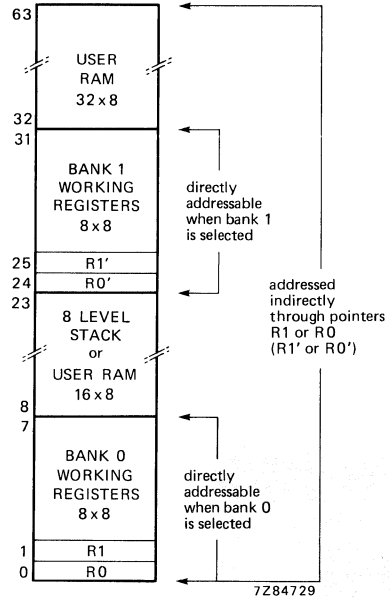 63
USER
RAM
32 x 8
32
31
BANK 1
WORKING
REGISTERS
8 x 8
directly
addressable
when bank 1
is selected
25
R1'
24
R0'
23
8 LEVEL
STACK
or
USER RAM
16 x 8
addressed
indirectly
through pointers
R1 or R0
(R1' or R0')
8
7
BANK 0
WORKING
REGISTERS
8 x 8
directly
addressable
when bank 0
is selected
1
R1
0
R0
7Z84729